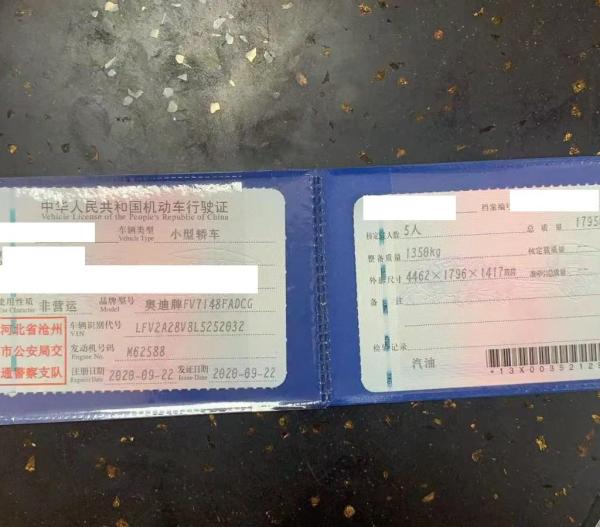 中华人民共和国机动车行驶证
Vehicle License of the People's Republic of China
车辆类型 小型轿车
Vehicle Type
使用性质 非营运 品牌型号 奥迪牌FV7148FADCG
Use Character Model
河北省沧州
市公安局交
通警察支队
车辆识别代号 LFV2A28V8L5252032
VIN
发动机号码 M62588
Engine No.
注册日期 2020-09-22 发证日期 2020-09-22
Register Date Issue Date
档案编号
核定载人数 5人 总质量 1795
整备质量 1350kg 核定载质量
外廓尺寸 4462×1796×1417 准牵引总质量
备注
检验记录
汽油
*13X00352128